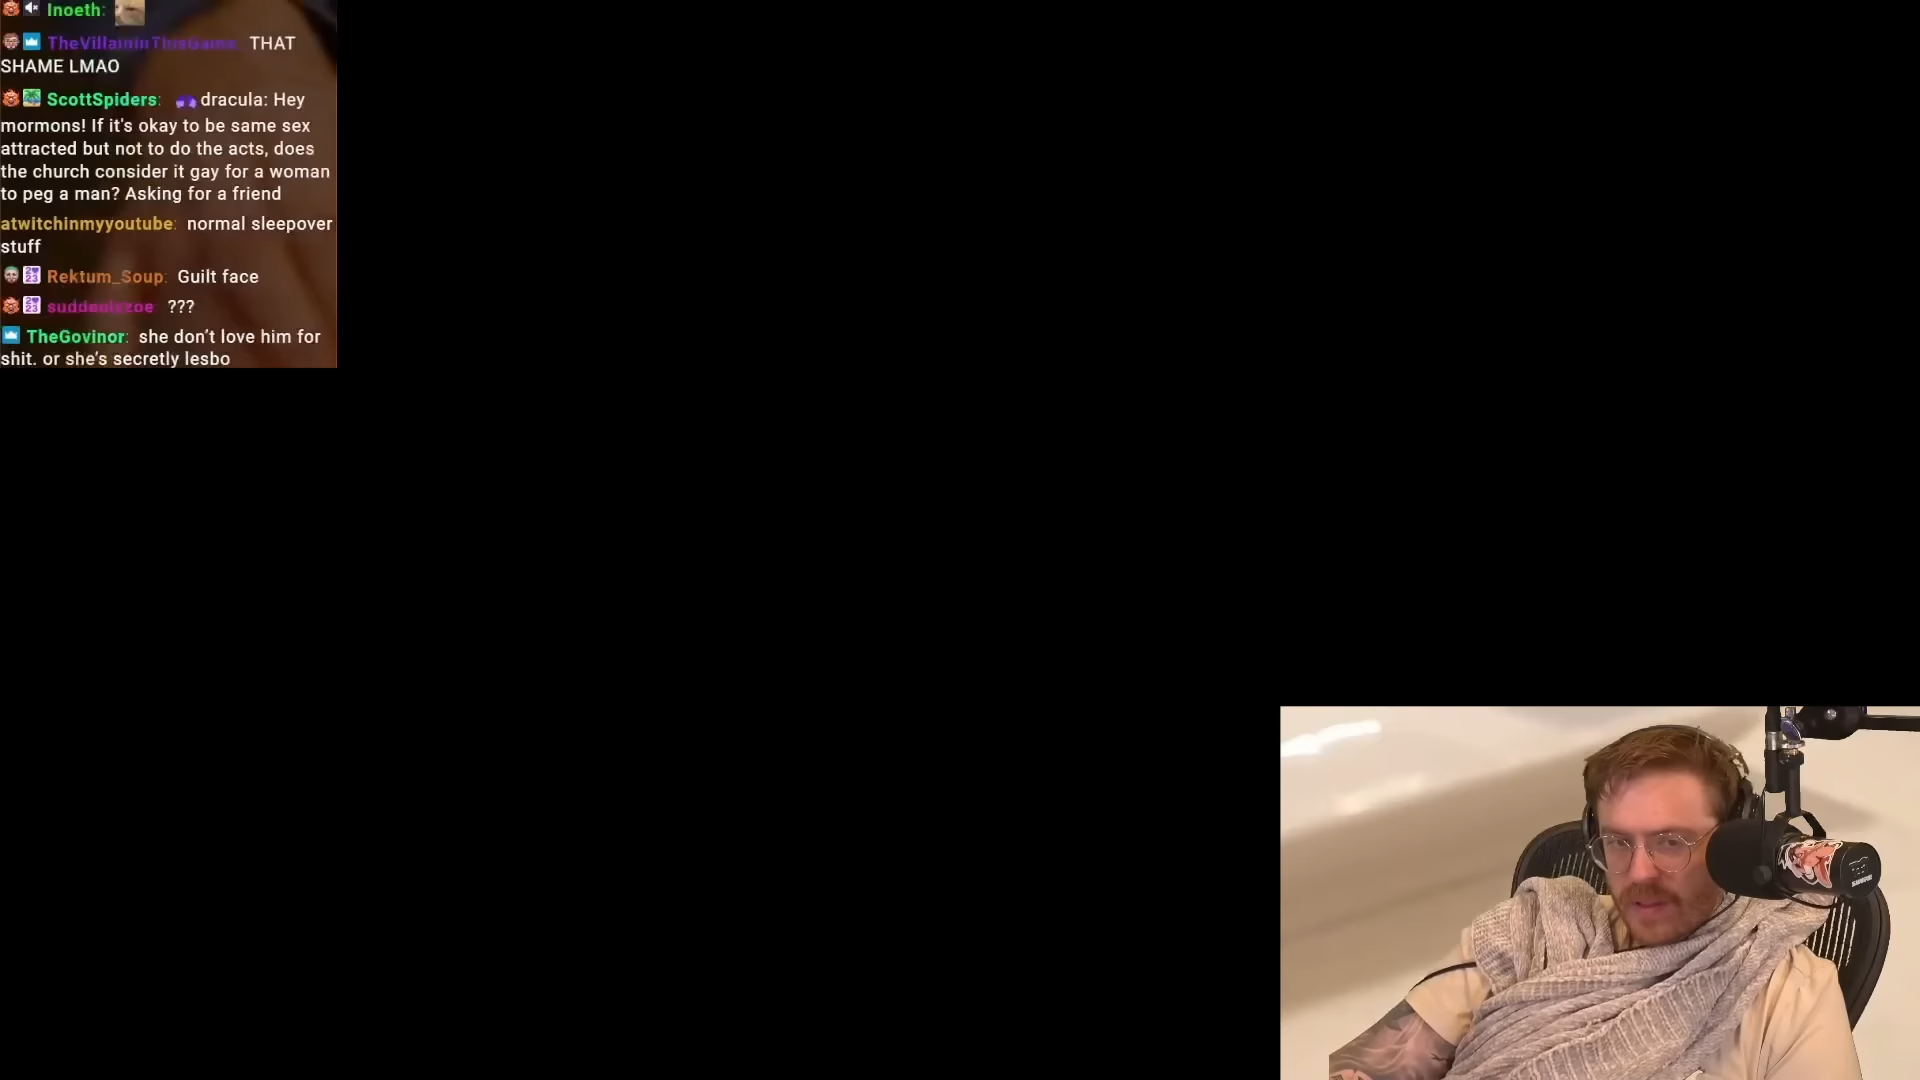 Inoeth:
TheVillaininThisGame: THAT
SHAME LMAO
ScottSpiders: dracula: Hey
mormons! If it's okay to be same sex
attracted but not to do the acts, does
the church consider it gay for a woman
to peg a man? Asking for a friend
atwitchinmyyoutube: normal sleepover
stuff
Rektum_Soup: Guilt face
???
TheGovinor: she don’t love him for
shit. or she’s secretly lesbo